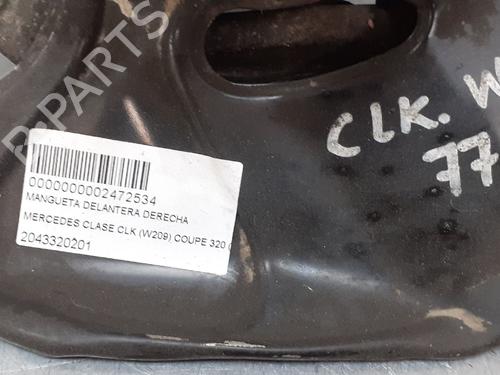 R-PARTS
CLK. W
77
0000000002472534
MANGUETA DELANTERA DERECHA
MERCEDES CLASE CLK (W209) COUPE 320 (
2043320201